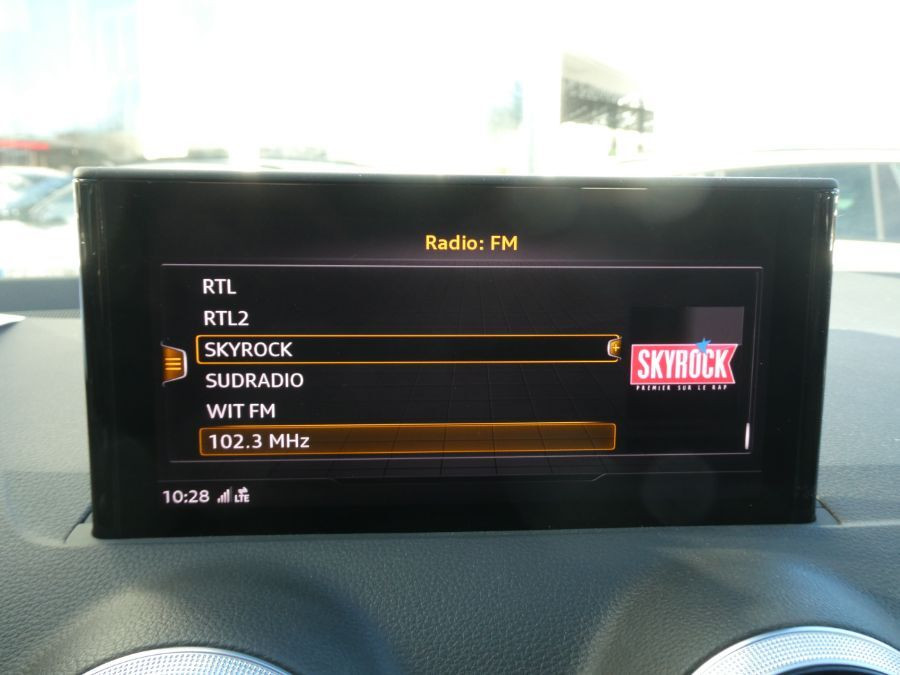 Radio: FM
RTL
RTL2
SKYROCK
SUDRADIO
WIT FM
102.3 MHz
SKYROCK
PREMIER SUR LE RAP
10:28 LTE